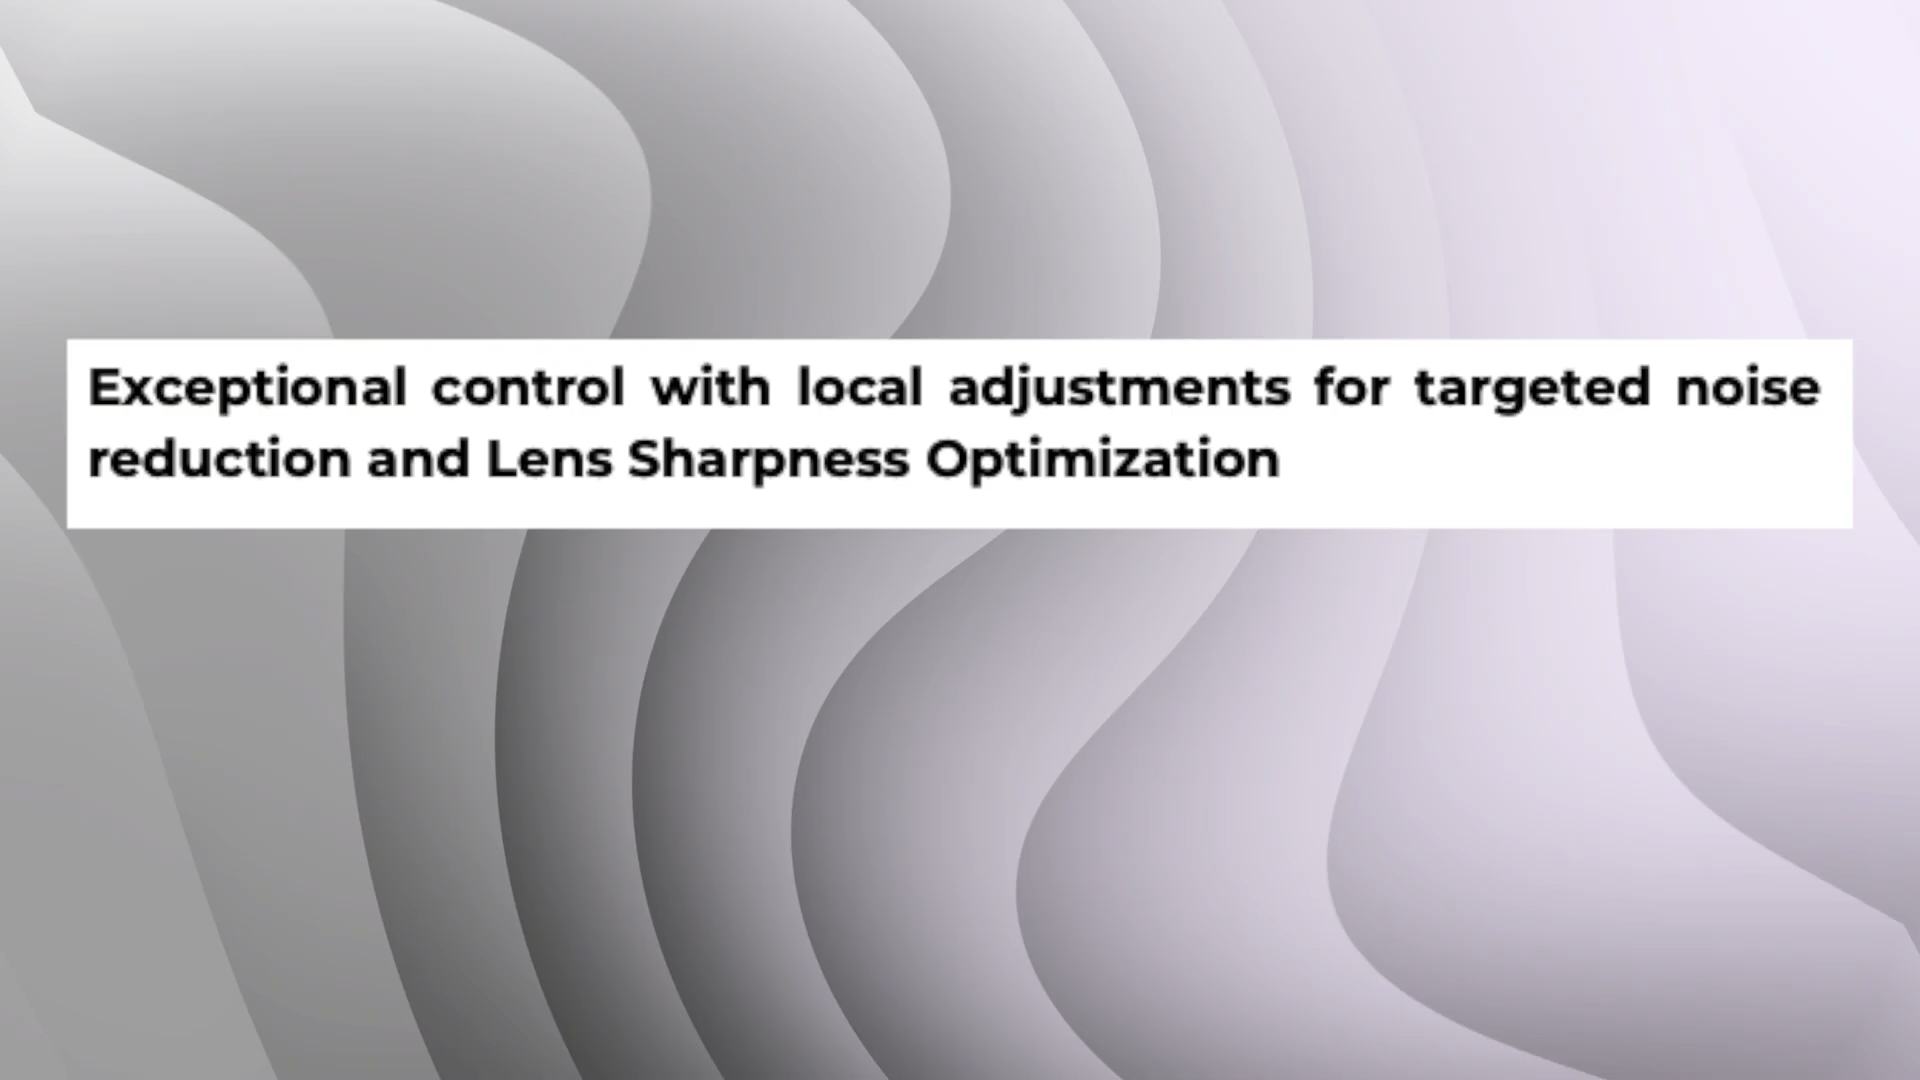 Exceptional control with local adjustments for targeted noise
reduction and Lens Sharpness Optimization